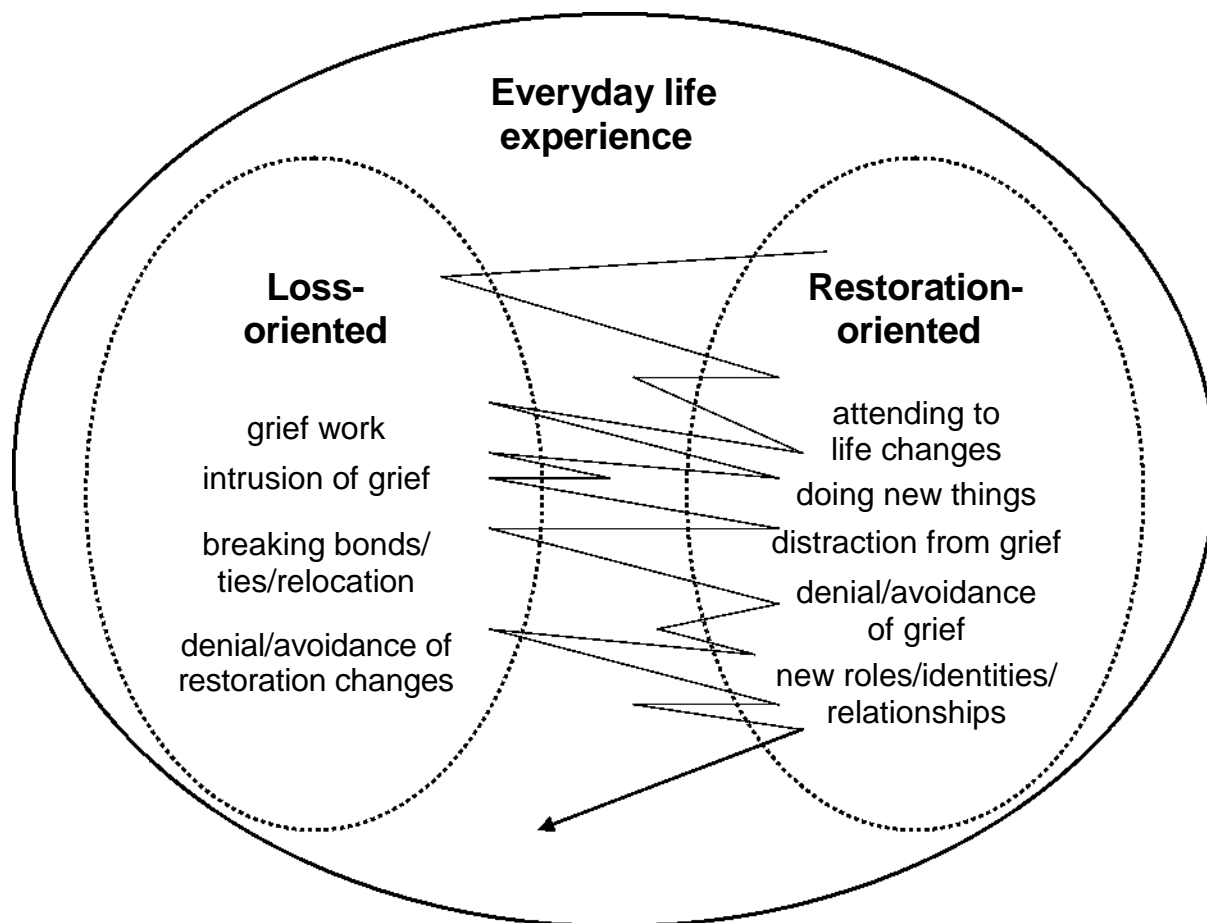 Everyday life
experience
Loss-
oriented
grief work
intrusion of grief
breaking bonds/
ties/relocation
denial/avoidance of
restoration changes
Restoration-
oriented
attending to
life changes
doing new things
distraction from grief
denial/avoidance
of grief
new roles/identities/
relationships